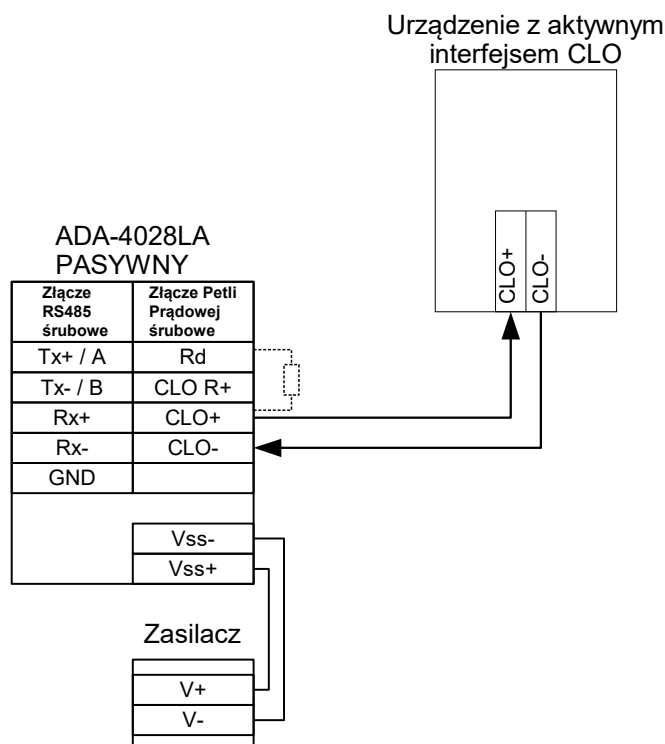 Urządzenie z aktywnym
interfejsem CLO
CLO+
CLO-
ADA-4028LA
PASYWNY
Złącze RS485 śrubowe
Złącze Petli Prądowej śrubowe
Tx+ / A Rd
Tx- / B CLO R+
Rx+ CLO+
Rx- CLO-
GND
Vss-
Vss+
Zasilacz
V+
V-